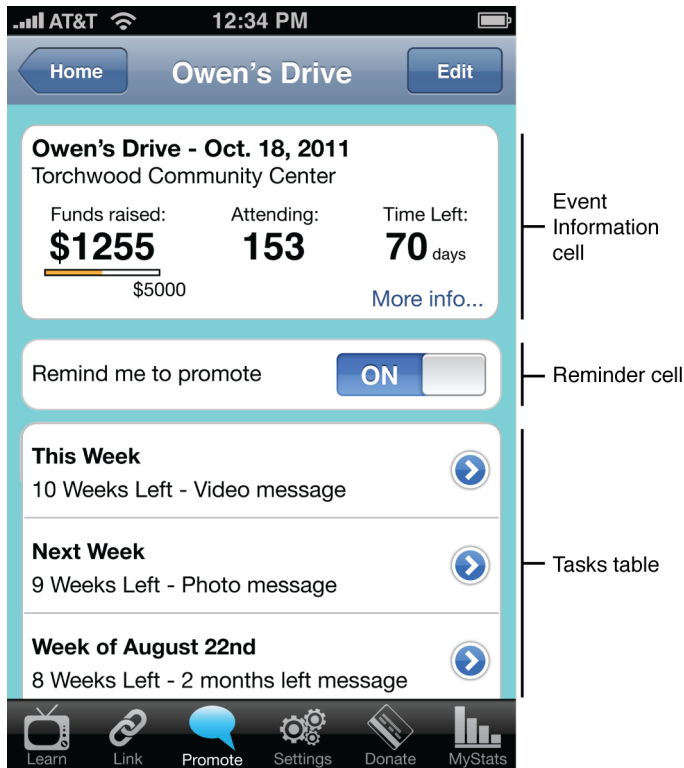 AT&T 12:34 PM
Home Owen's Drive Edit
Owen's Drive - Oct. 18, 2011
Torchwood Community Center
Funds raised: Attending: Time Left:
$1255 153 70 days
$5000
More info...
Event
Information
cell
Remind me to promote ON
Reminder cell
This Week
10 Weeks Left - Video message
Next Week
9 Weeks Left - Photo message
Tasks table
Week of August 22nd
8 Weeks Left - 2 months left message
Learn Link Promote Settings Donate MyStats